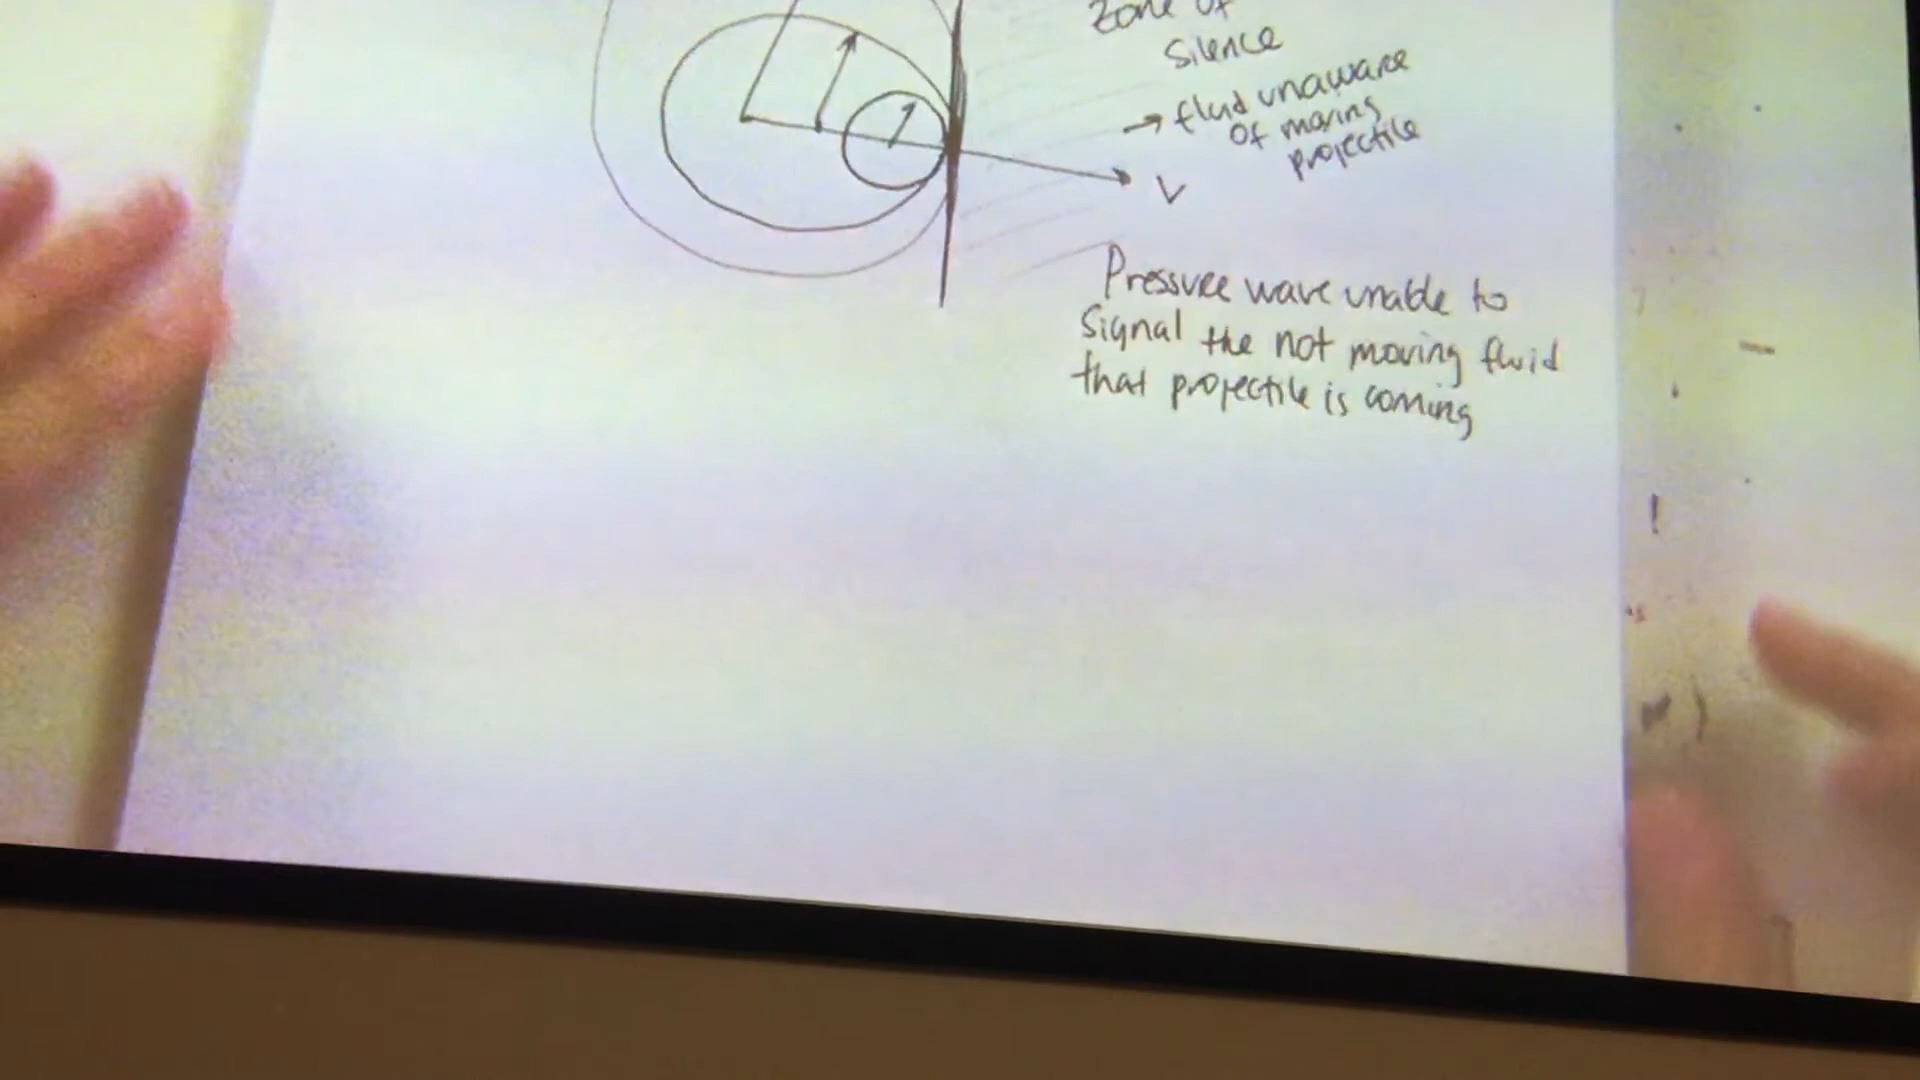 Zone of
Silence
→ fluid unaware
of moving
projectile
V
Pressure wave unable to
Signal the not moving fluid
that projectile is coming
!
)